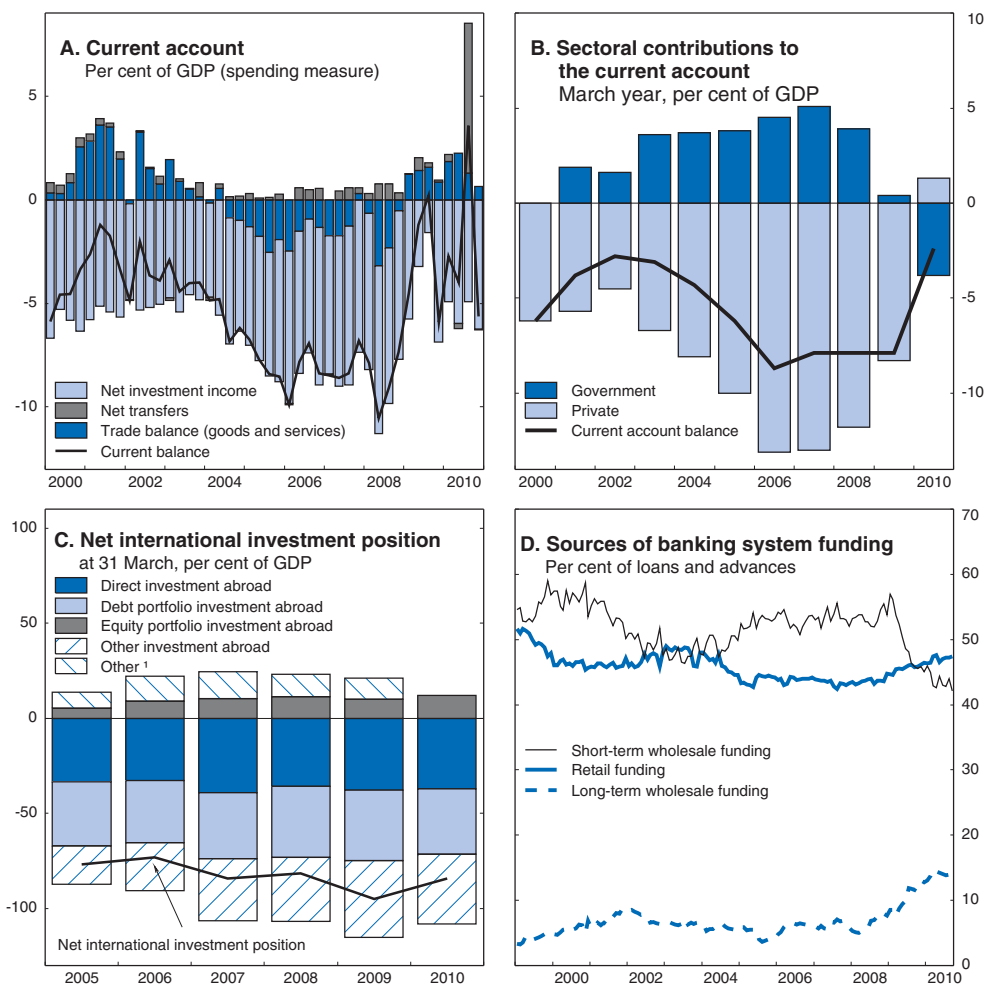 A. Current account
Per cent of GDP (spending measure)
5
0
-5
-10
Net investment income
Net transfers
Trade balance (goods and services)
Current balance
2000 2002 2004 2006 2008 2010
B. Sectoral contributions to
the current account
March year, per cent of GDP
10
5
0
-5
-10
Government
Private
Current account balance
2000 2002 2004 2006 2008 2010
C. Net international investment position
at 31 March, per cent of GDP
100
50
0
-50
-100
Direct investment abroad
Debt portfolio investment abroad
Equity portfolio investment abroad
Other investment abroad
Other ¹
Net international investment position
2005 2006 2007 2008 2009 2010
D. Sources of banking system funding
Per cent of loans and advances
70
60
50
40
30
20
10
0
Short-term wholesale funding
Retail funding
Long-term wholesale funding
2000 2002 2004 2006 2008 2010